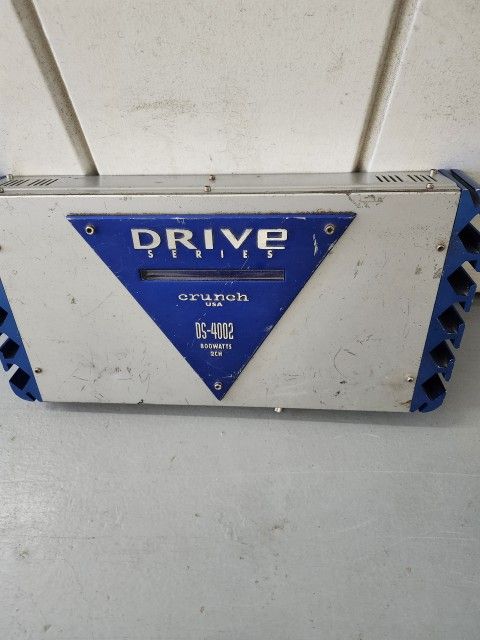 DRIVE
SERIES
crunch
USA
DS-4002
800WATTS
2CH